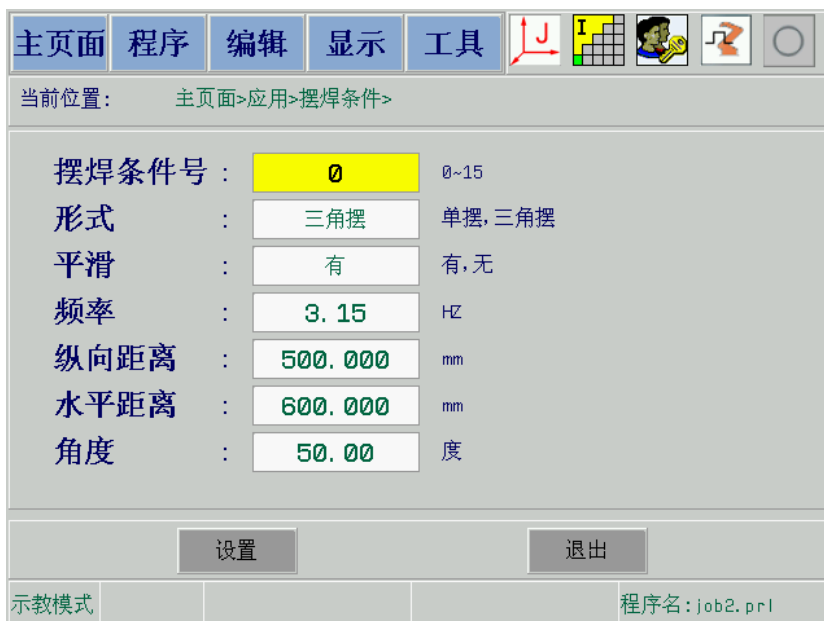 主页面 程序 编辑 显示 工具 J I
当前位置: 主页面>应用>摆焊条件>
摆焊条件号 : 0 0~15
形式 : 三角摆 单摆,三角摆
平滑 : 有 有,无
频率 : 3.15 HZ
纵向距离 : 500.000 mm
水平距离 : 600.000 mm
角度 : 50.00 度
设置 退出
示教模式 程序名:job2.prl